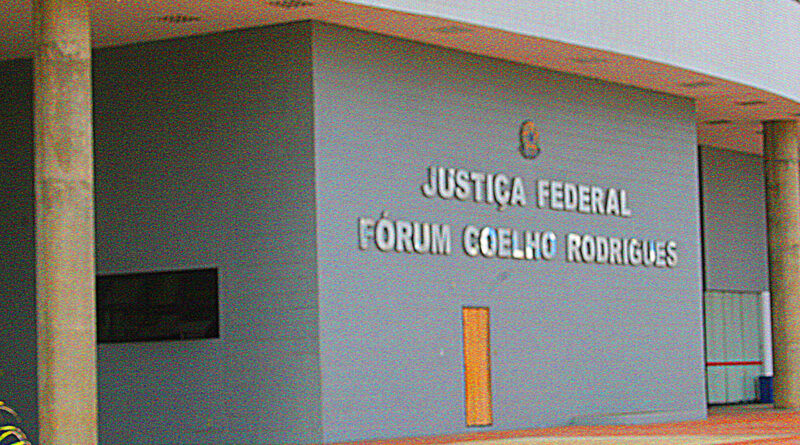 JUSTIÇA FEDERAL
FÓRUM COELHO RODRIGUES